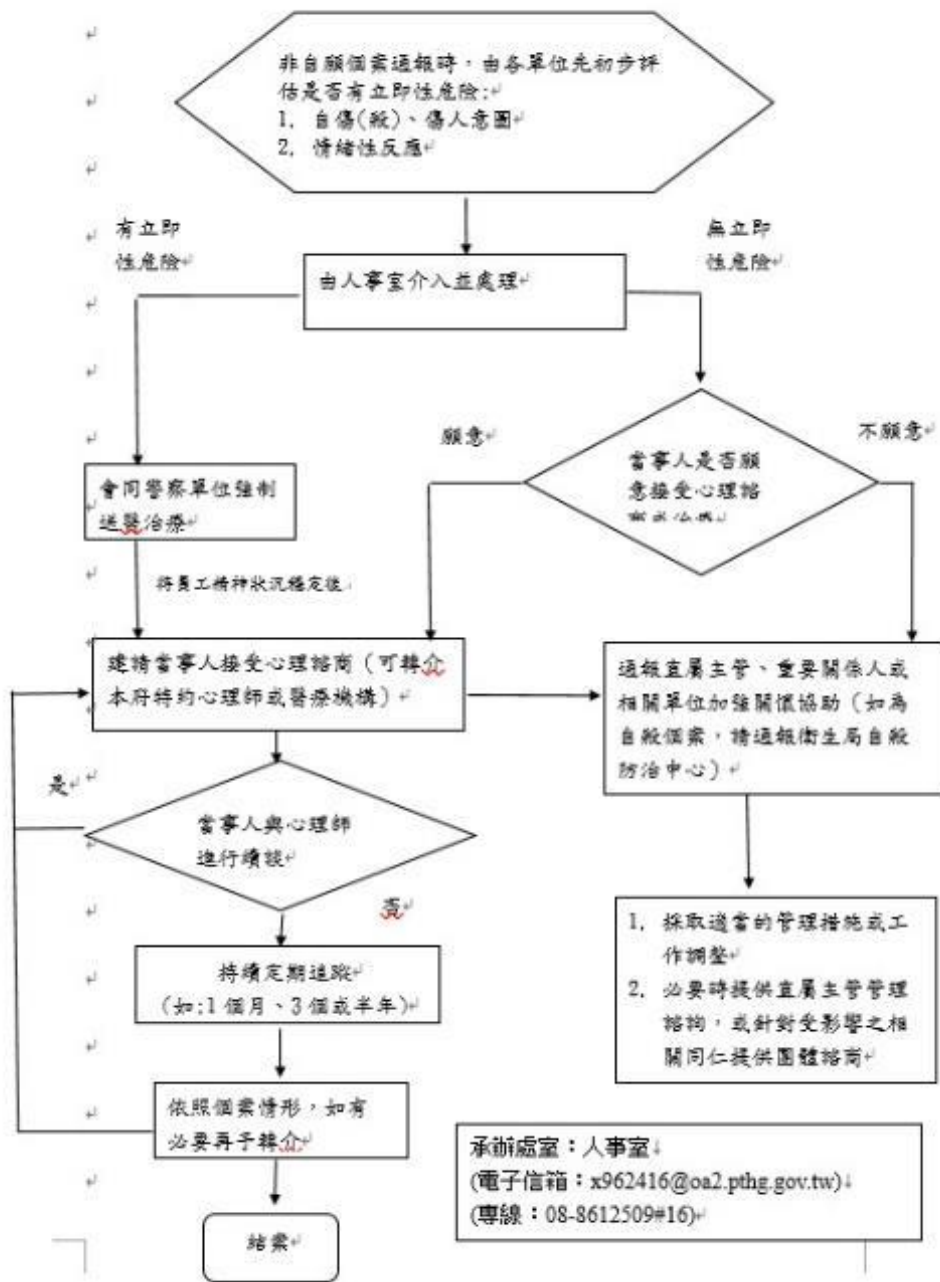 非自願個案通報時，由各單位先初步評
估是否有立即性危險:
1. 自傷(殺)、傷人意圖
2. 情緒性反應
有立即
性危險
無立即
性危險
由人事室介入並處理
願意
不願意
當事人是否願
意接受心理諮
會同警察單位強制
送醫治療
將員工精神狀況穩定後
建請當事人接受心理諮商（可轉介
本府特約心理師或醫療機構）
通報直屬主管、重要關係人或
相關單位加強關懷協助（如為
自殺個案，請通報衛生局自殺
防治中心）
是
當事人與心理師
進行續談
否
持續定期追蹤
(如:1個月、3個或半年)
1. 採取適當的管理措施或工
作調整
2. 必要時提供直屬主管管理
諮詢，或針對受影響之相
關同仁提供團體諮商
依照個案情形，如有
必要再予轉介
結案
承辦處室：人事室
(電子信箱：x962416@oa2.pthg.gov.tw)
(專線：08-8612509#16)